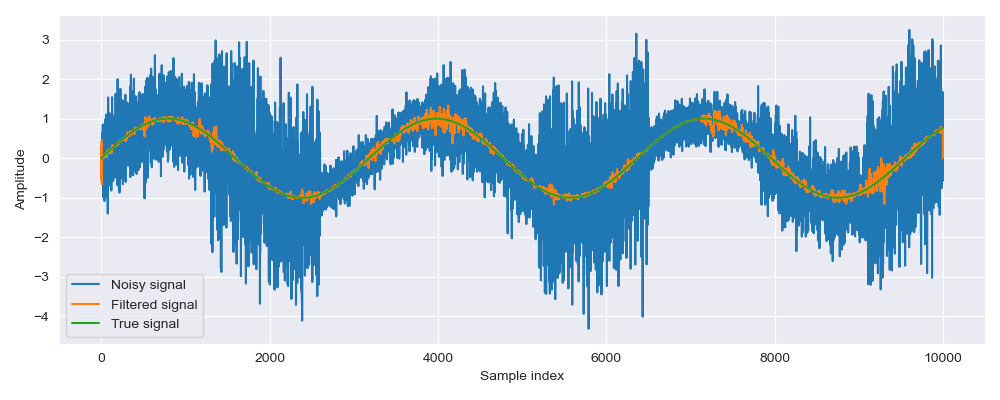 3
2
1
0
−1
−2
−3
−4
Amplitude
Noisy signal
Filtered signal
True signal
0 2000 4000 6000 8000 10000
Sample index